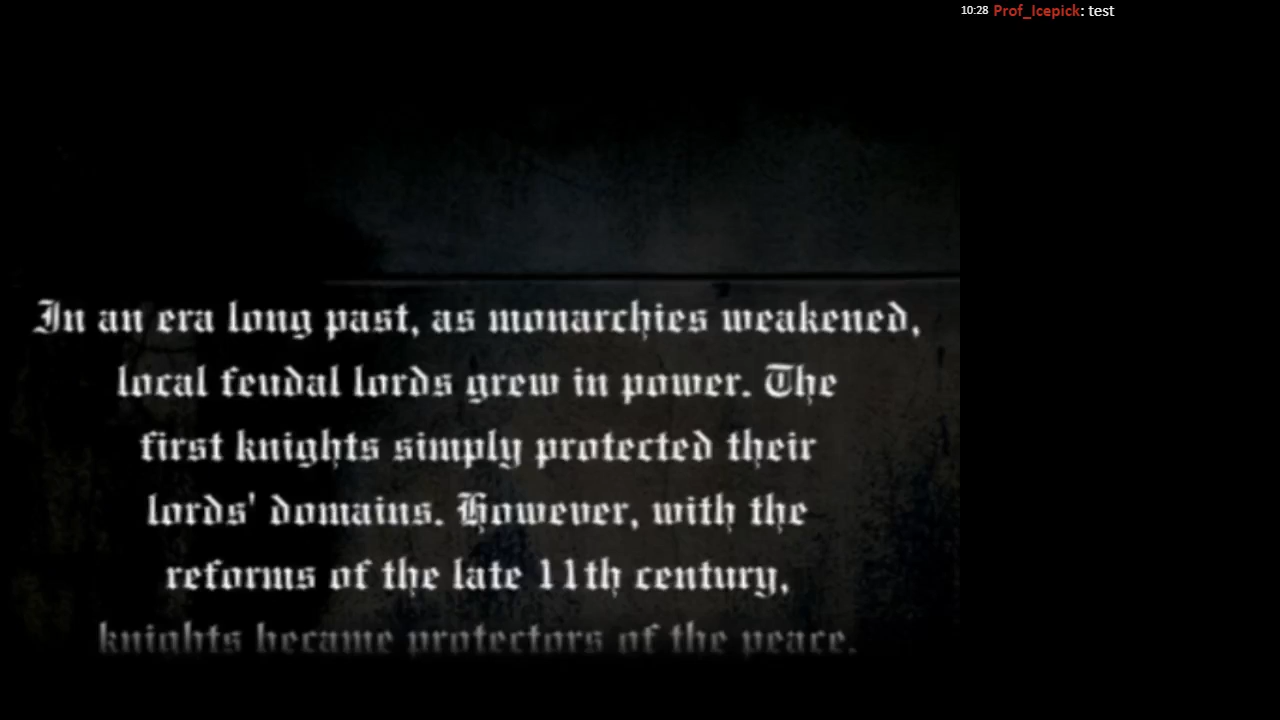 10:28 Prof_Icepick: test
In an era long past, as monarchies weakened,
local feudal lords grew in power. The
first knights simply protected their
lords' domains. However, with the
reforms of the late 11th century,
knights became protectors of the peace.